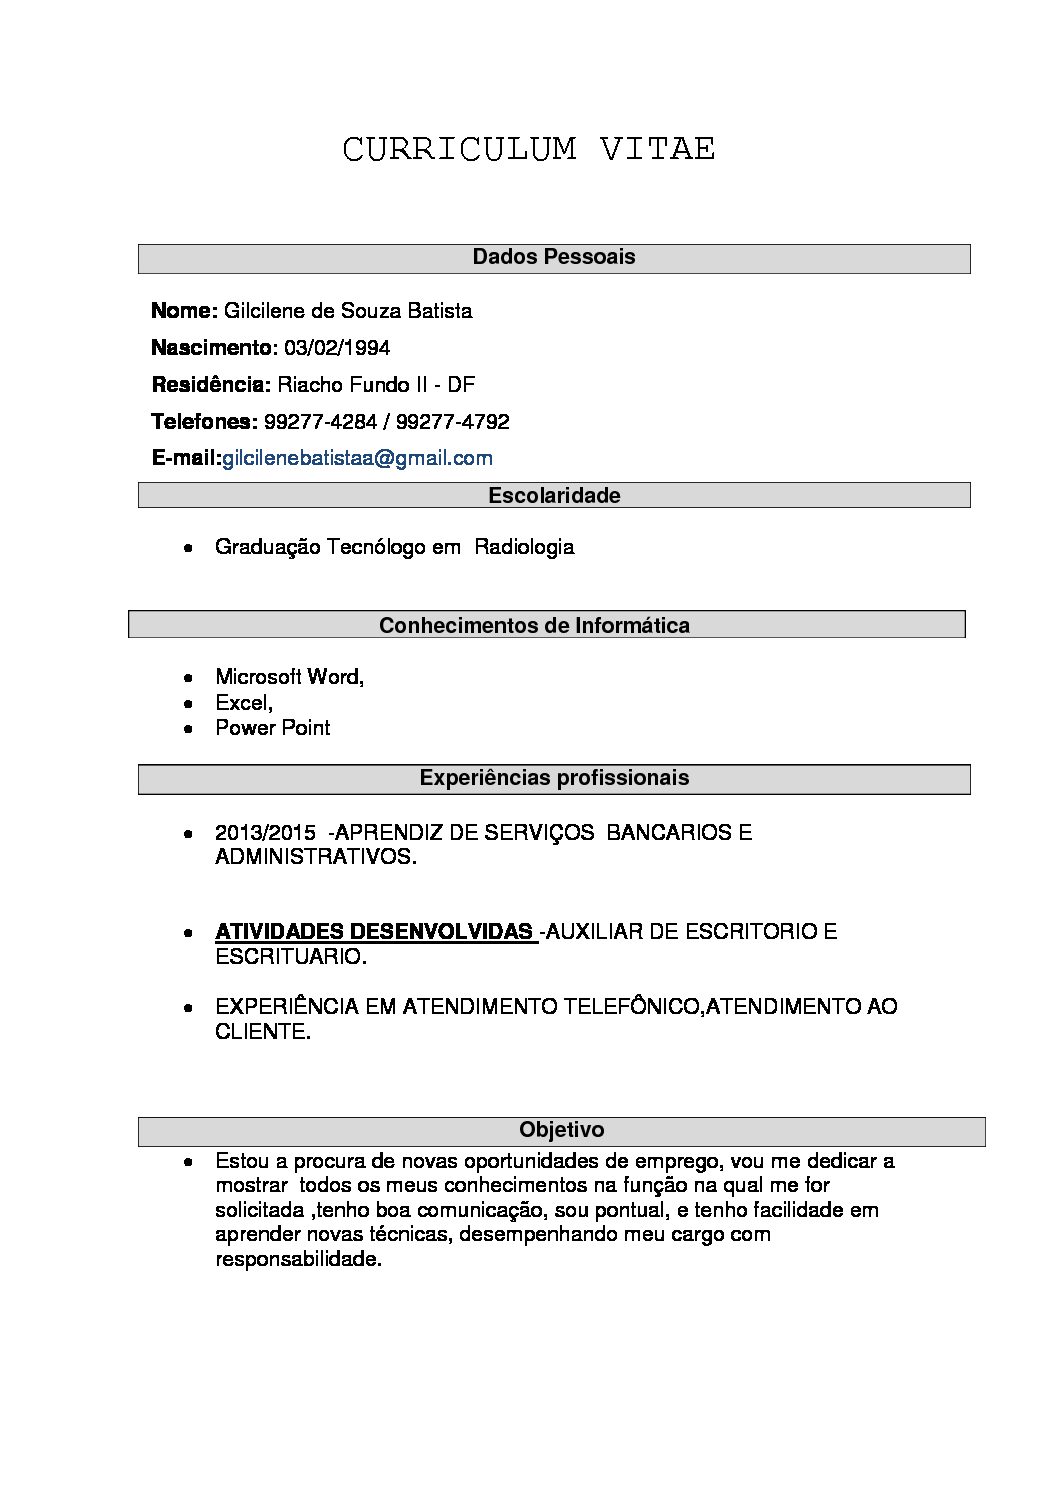 CURRICULUM VITAE
Dados Pessoais
Nome: Gilcilene de Souza Batista
Nascimento: 03/02/1994
Residência: Riacho Fundo II - DF
Telefones: 99277-4284 / 99277-4792
E-mail:gilcilenebatistaa@gmail.com
Escolaridade
• Graduação Tecnólogo em  Radiologia
Conhecimentos de Informática
• Microsoft Word,
• Excel,
• Power Point
Experiências profissionais
• 2013/2015  -APRENDIZ DE SERVIÇOS  BANCARIOS E
ADMINISTRATIVOS.
• ATIVIDADES DESENVOLVIDAS -AUXILIAR DE ESCRITORIO E
ESCRITUARIO.
• EXPERIÊNCIA EM ATENDIMENTO TELEFÔNICO,ATENDIMENTO AO
CLIENTE.
Objetivo
• Estou a procura de novas oportunidades de emprego, vou me dedicar a
mostrar  todos os meus conhecimentos na função na qual me for
solicitada ,tenho boa comunicação, sou pontual, e tenho facilidade em
aprender novas técnicas, desempenhando meu cargo com
responsabilidade.